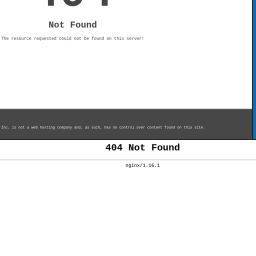 404
Not Found
The resource requested could not be found on this server!
Inc. is not a web hosting company and, as such, has no control over content found on this site.
404 Not Found
nginx/1.16.1